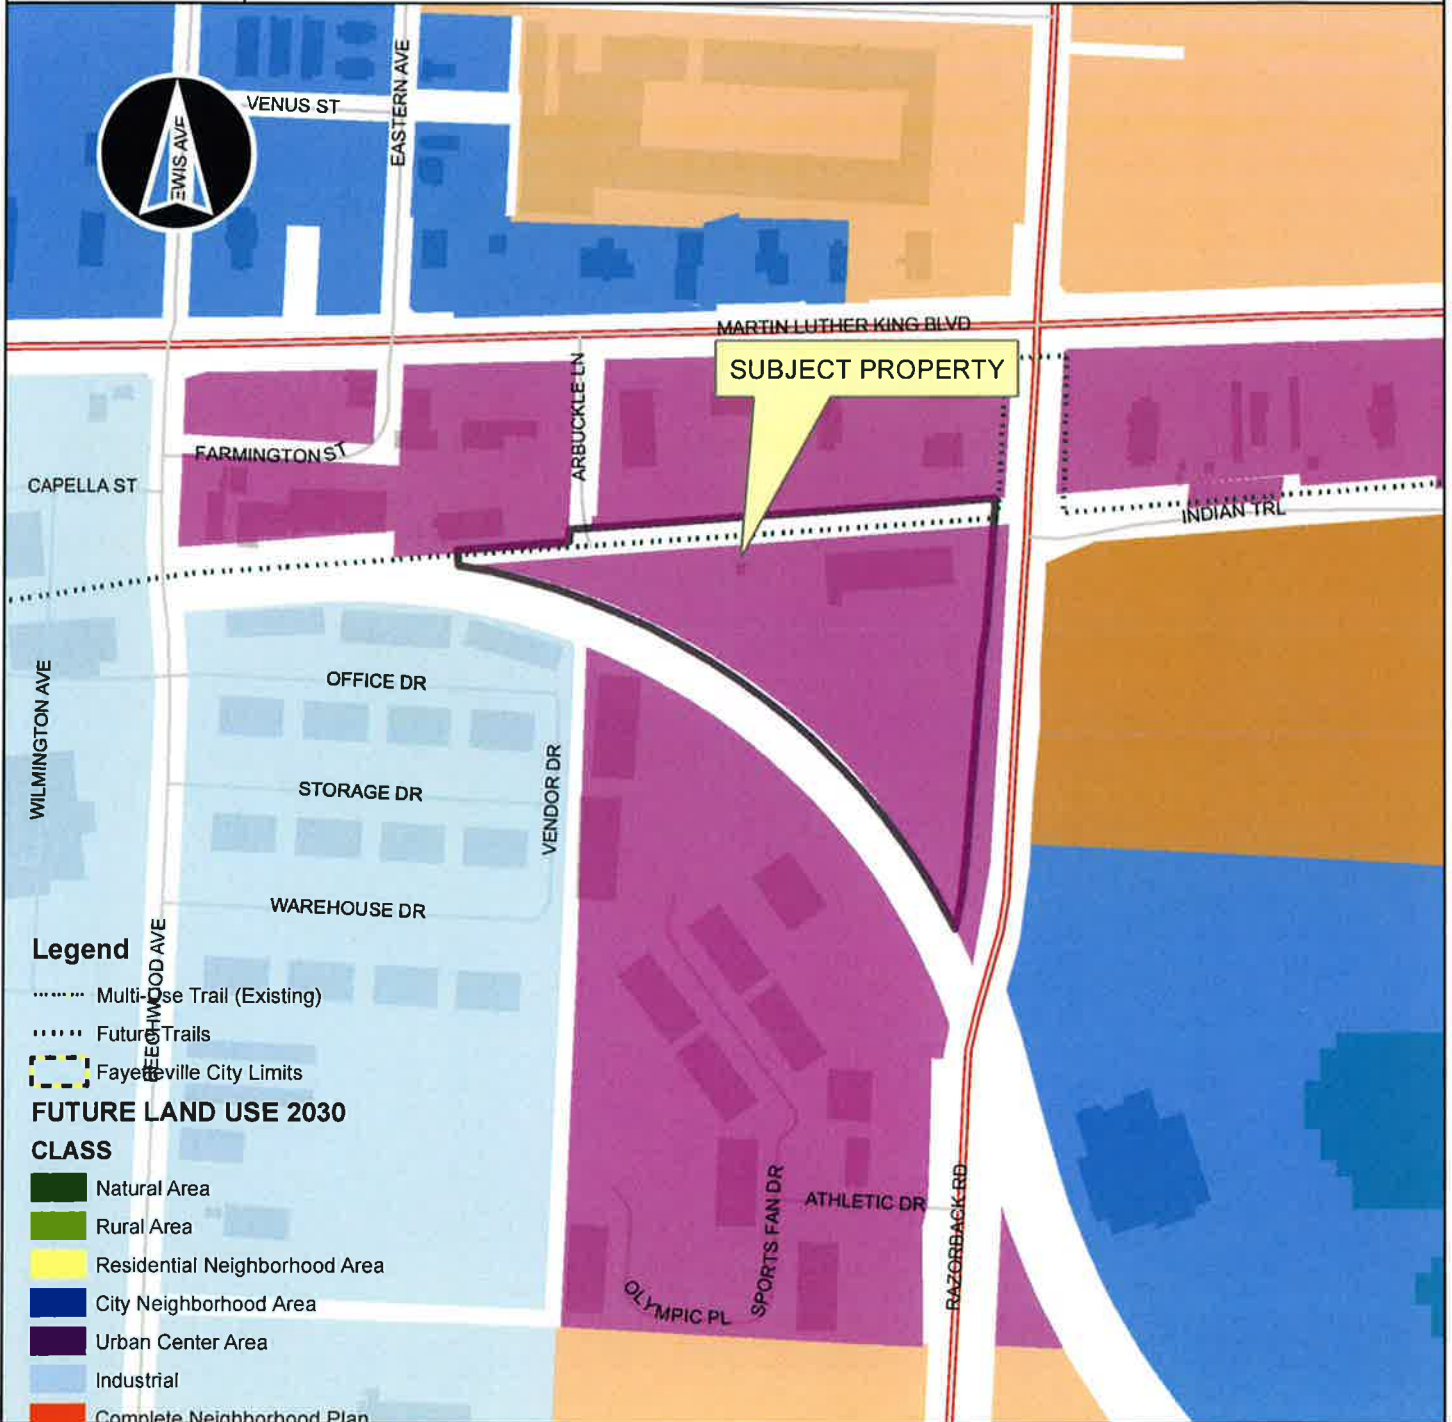 VENUS ST
EASTERN AVE
EWIS AVE
MARTIN LUTHER KING BLVD
SUBJECT PROPERTY
ARBUCKLE LN
FARMINGTON ST
CAPELLA ST
INDIAN TRL
WILMINGTON AVE
OFFICE DR
STORAGE DR
VENDOR DR
WAREHOUSE DR
BEECHWOOD AVE
Legend
Multi-Use Trail (Existing)
Future Trails
Fayetteville City Limits
FUTURE LAND USE 2030
CLASS
Natural Area
Rural Area
Residential Neighborhood Area
City Neighborhood Area
Urban Center Area
Industrial
Complete Neighborhood Plan
ATHLETIC DR
SPORTS FAN DR
RAZORBACK RD
OLYMPIC PL